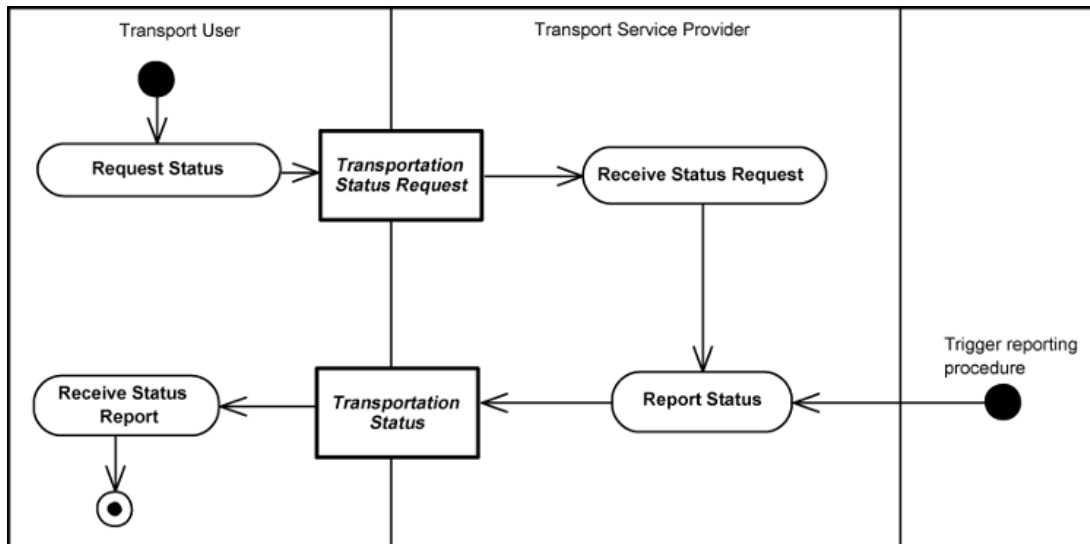 Transport User
Transport Service Provider
Request Status
Transportation
Status Request
Receive Status Request
Trigger reporting
procedure
Receive Status
Report
Transportation
Status
Report Status